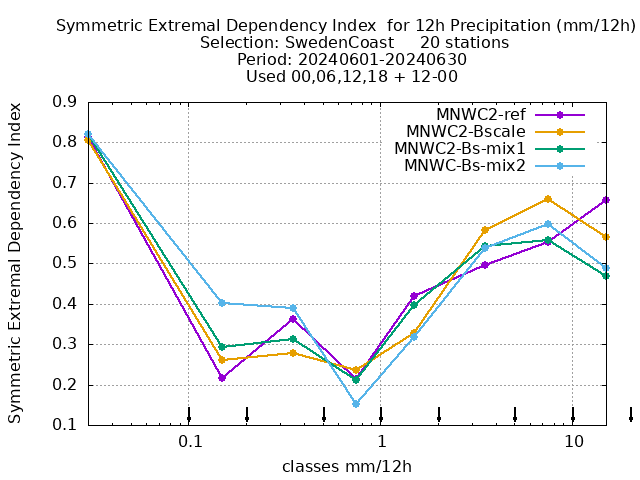 Symmetric Extremal Dependency Index  for 12h Precipitation (mm/12h)
Selection: SwedenCoast     20 stations
Period: 20240601-20240630
Used 00,06,12,18 + 12-00
Symmetric Extremal Dependency Index
0.9
0.8
0.7
0.6
0.5
0.4
0.3
0.2
0.1
MNWC2-ref
MNWC2-Bscale
MNWC2-Bs-mix1
MNWC-Bs-mix2
0.1 1 10
classes mm/12h